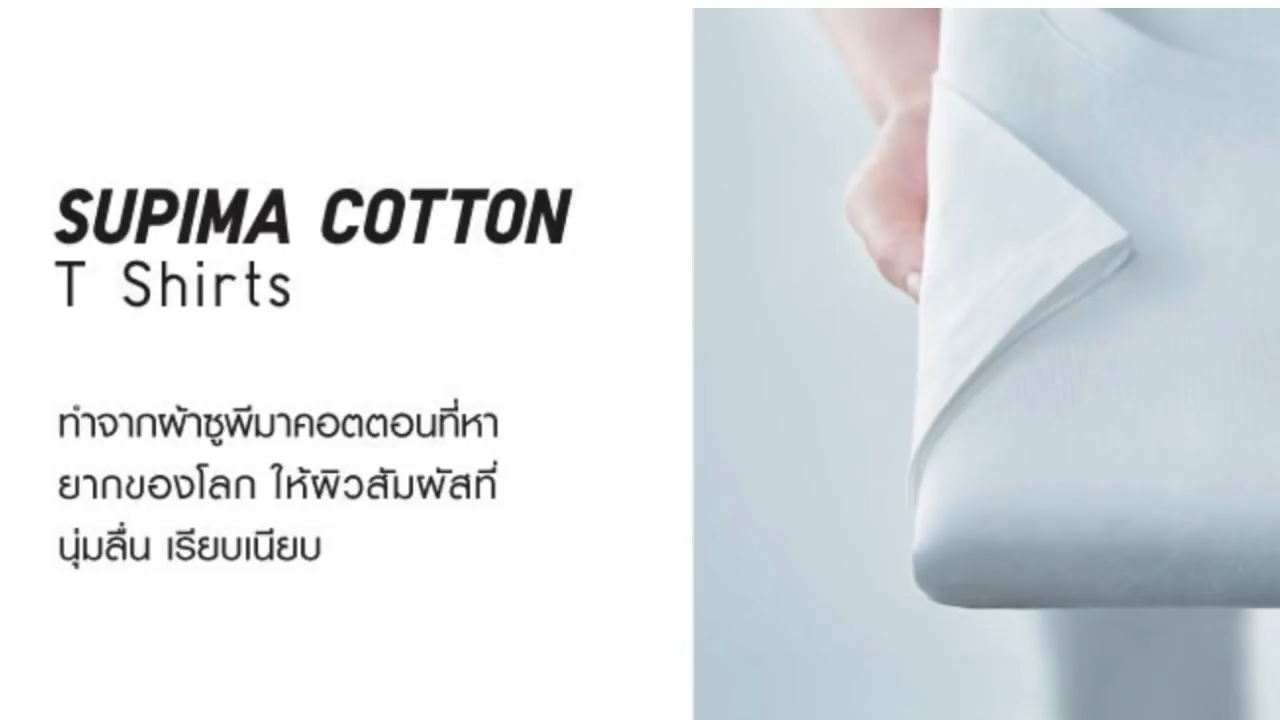 SUPIMA COTTON
T Shirts
ทำจากผ้าซูพีมาคอตตอนที่หา
ยากของโลก ให้ผิวสัมผัสที่
นุ่มลื่น เรียบเนียบ